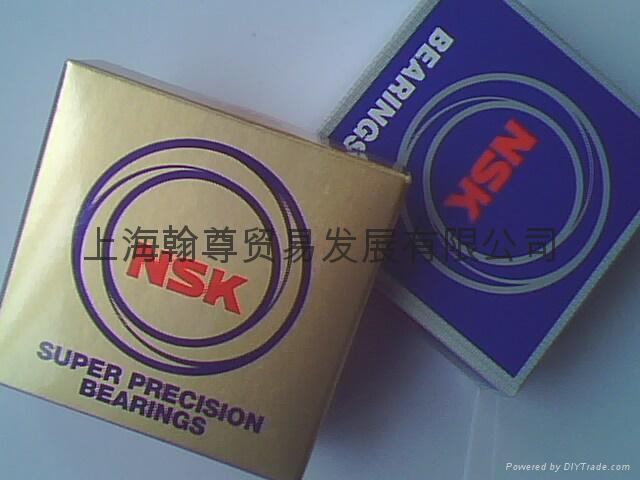 BEARINGS
NSK
上海翰尊贸易发展有限公司
NSK
SUPER PRECISION
BEARINGS
Powered by DIYTrade.com